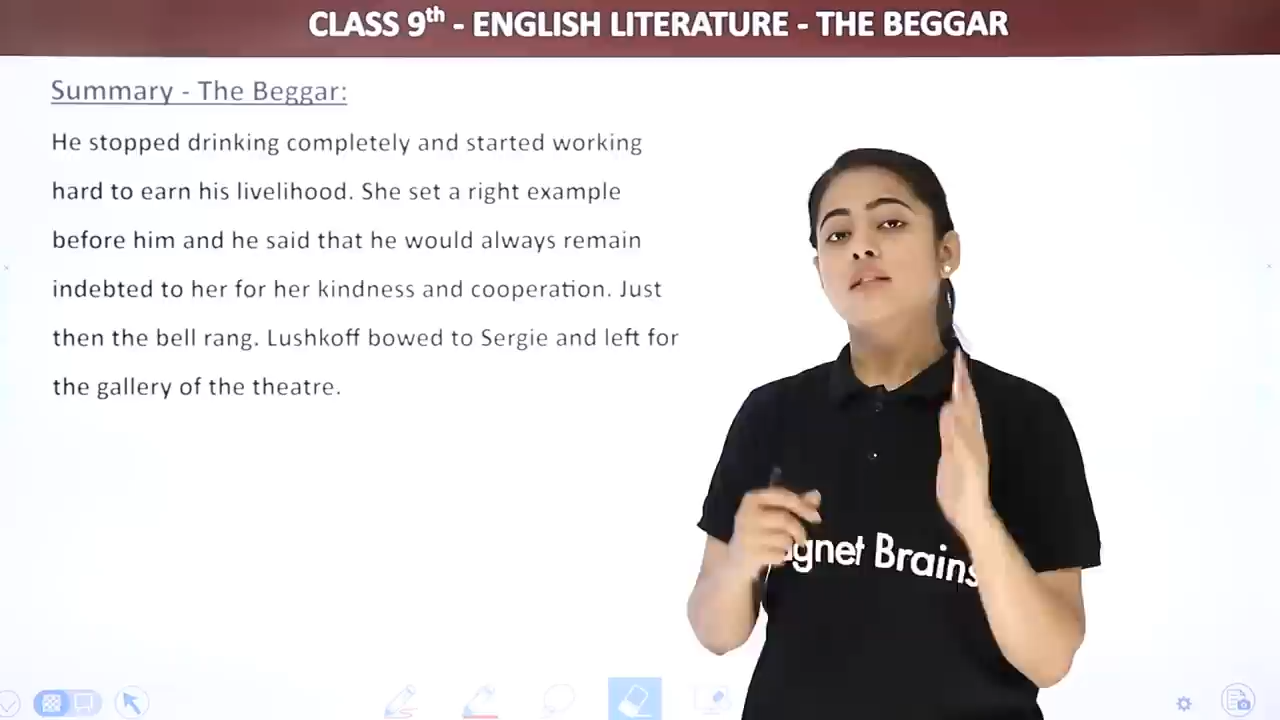 CLASS 9th - ENGLISH LITERATURE - THE BEGGAR
Summary - The Beggar:
He stopped drinking completely and started working
hard to earn his livelihood. She set a right example
before him and he said that he would always remain
indebted to her for her kindness and cooperation. Just
then the bell rang. Lushkoff bowed to Sergie and left for
the gallery of the theatre.
Brains